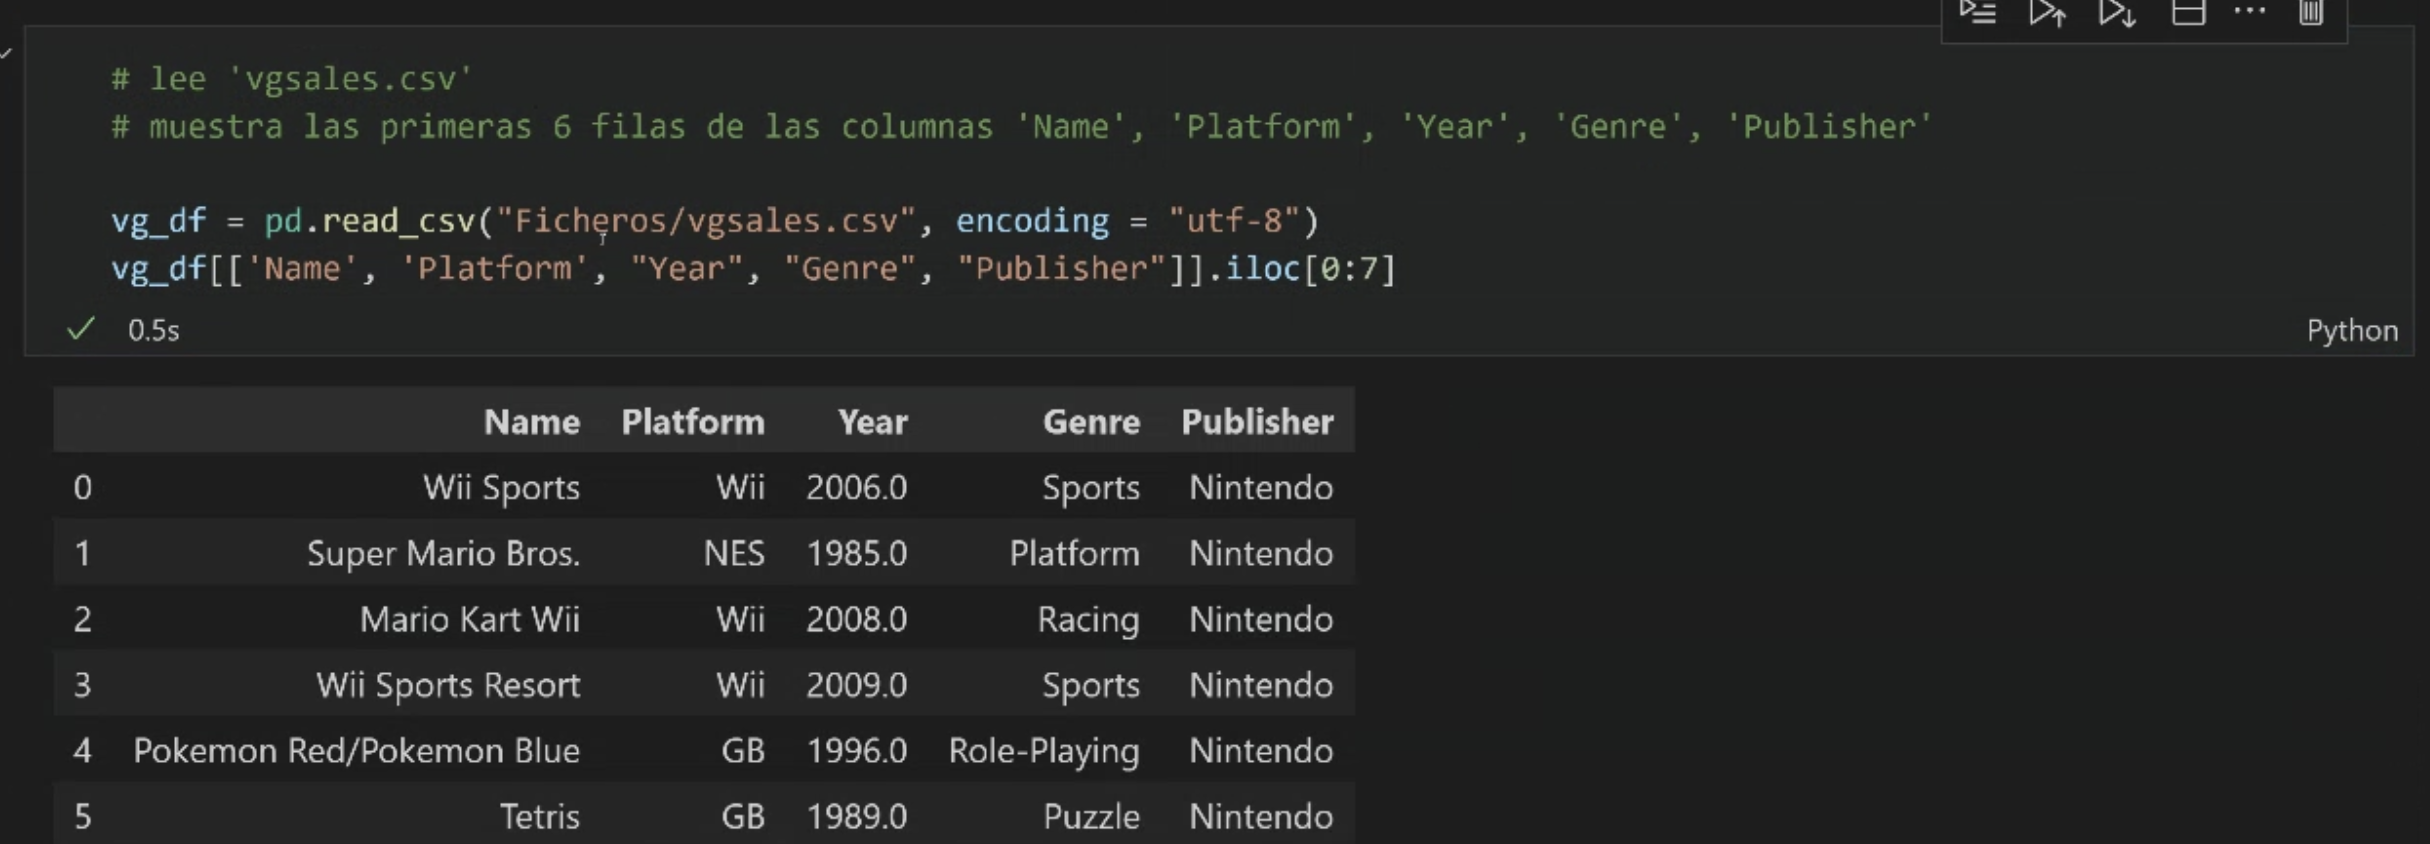 # lee 'vgsales.csv'
# muestra las primeras 6 filas de las columnas 'Name', 'Platform', 'Year', 'Genre', 'Publisher'
vg_df = pd.read_csv("Ficheros/vgsales.csv", encoding = "utf-8")
vg_df[['Name', 'Platform', "Year", "Genre", "Publisher"]].iloc[0:7]
0.5s Python
Name Platform Year Genre Publisher
0 Wii Sports Wii 2006.0 Sports Nintendo
1 Super Mario Bros. NES 1985.0 Platform Nintendo
2 Mario Kart Wii Wii 2008.0 Racing Nintendo
3 Wii Sports Resort Wii 2009.0 Sports Nintendo
4 Pokemon Red/Pokemon Blue GB 1996.0 Role-Playing Nintendo
5 Tetris GB 1989.0 Puzzle Nintendo